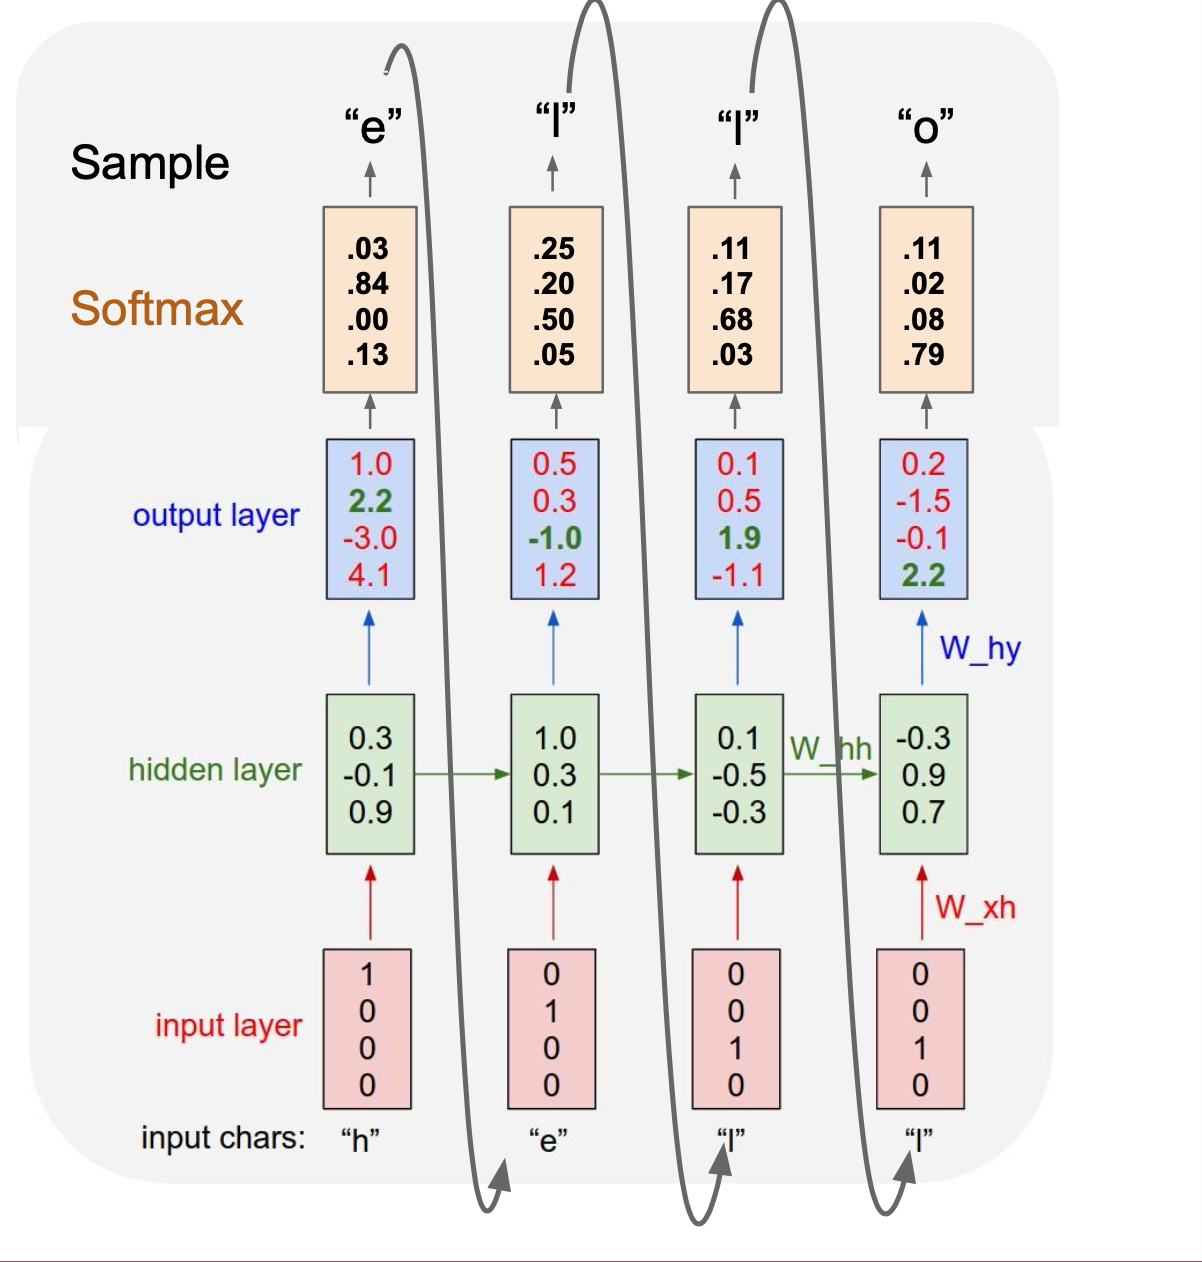 “e” “l” “l” “o”
Sample
.03 .25 .11 .11
.84 .20 .17 .02
Softmax
.00 .50 .68 .08
.13 .05 .03 .79
1.0 0.5 0.1 0.2
2.2 0.3 0.5 -1.5
output layer
-3.0 -1.0 1.9 -0.1
4.1 1.2 -1.1 2.2
W_hy
0.3 1.0 0.1 W_hh -0.3
hidden layer
-0.1 0.3 -0.5 0.9
0.9 0.1 -0.3 0.7
W_xh
1 0 0 0
0 1 0 0
input layer
0 0 1 1
0 0 0 0
input chars: “h” “e” “l” “l”